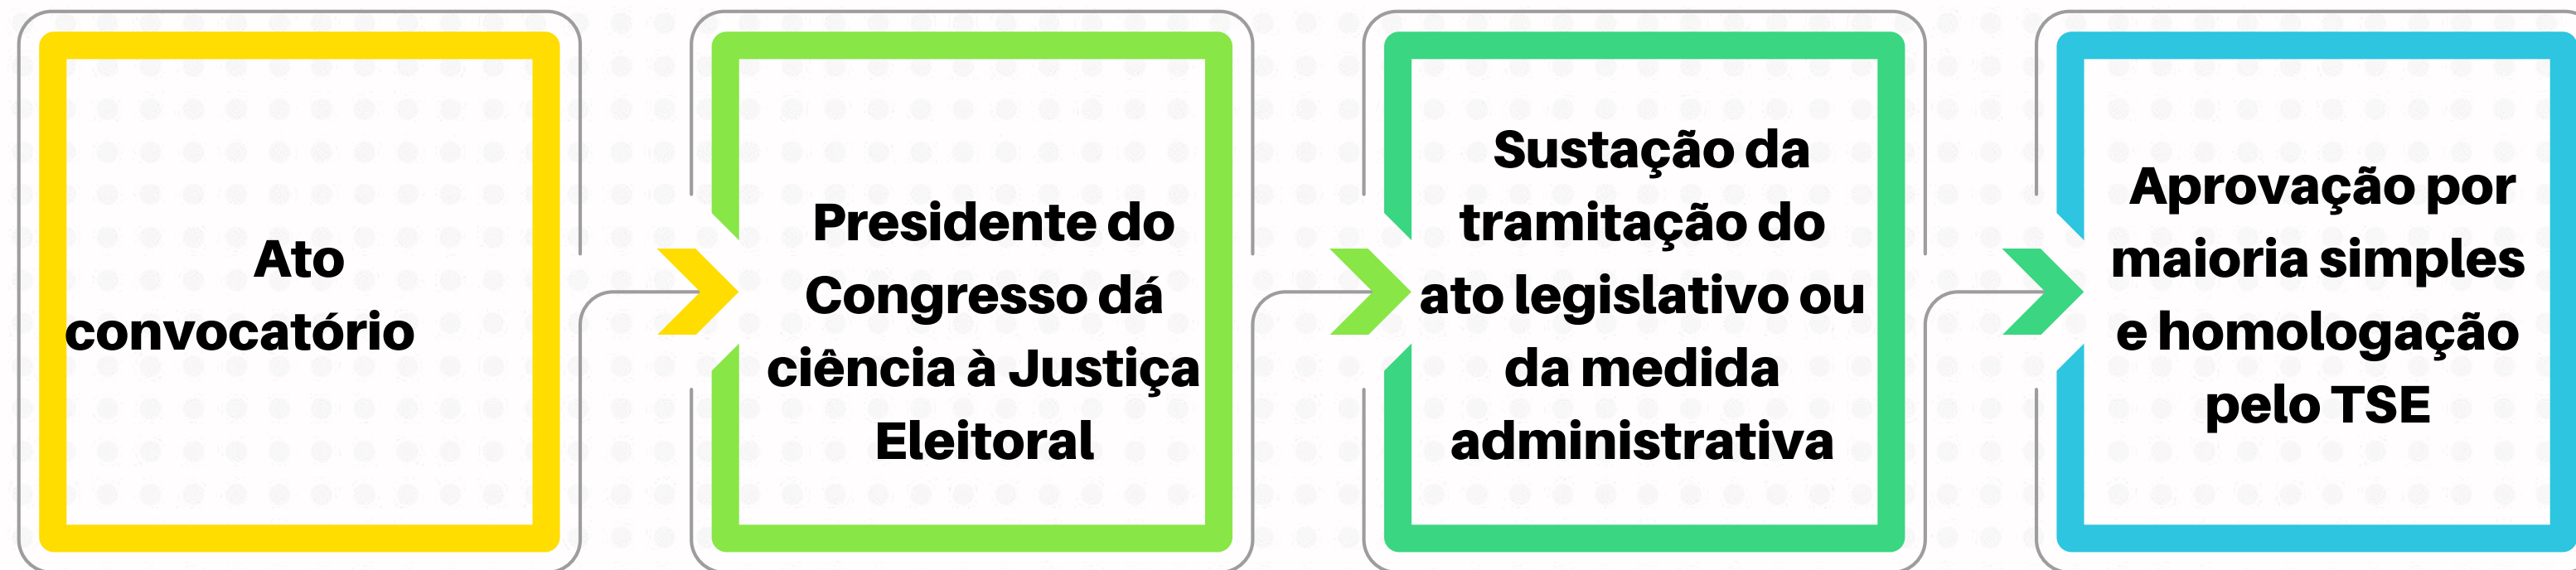 Ato
convocatório
Presidente do
Congresso dá
ciência à Justiça
Eleitoral
Sustação da
tramitação do
ato legislativo ou
da medida
administrativa
Aprovação por
maioria simples
e homologação
pelo TSE